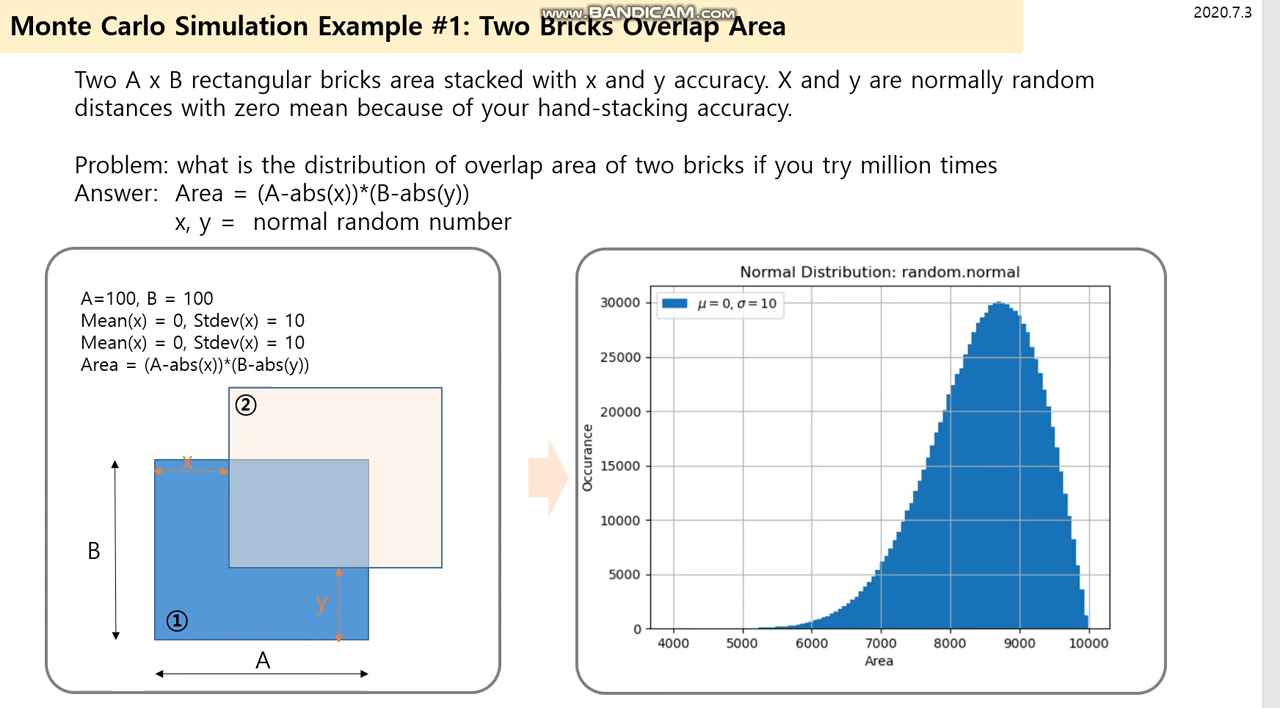 www.BANDICAM.com
Monte Carlo Simulation Example #1: Two Bricks Overlap Area
2020.7.3
Two A x B rectangular bricks area stacked with x and y accuracy. X and y are normally random
distances with zero mean because of your hand-stacking accuracy.
Problem: what is the distribution of overlap area of two bricks if you try million times
Answer: Area = (A-abs(x))*(B-abs(y))
x, y = normal random number
A=100, B = 100
Mean(x) = 0, Stdev(x) = 10
Mean(x) = 0, Stdev(x) = 10
Area = (A-abs(x))*(B-abs(y))
②
x
B
y
①
A
Normal Distribution: random.normal
μ = 0, σ = 10
30000
25000
20000
15000
10000
5000
0
Occurance
4000 5000 6000 7000 8000 9000 10000
Area